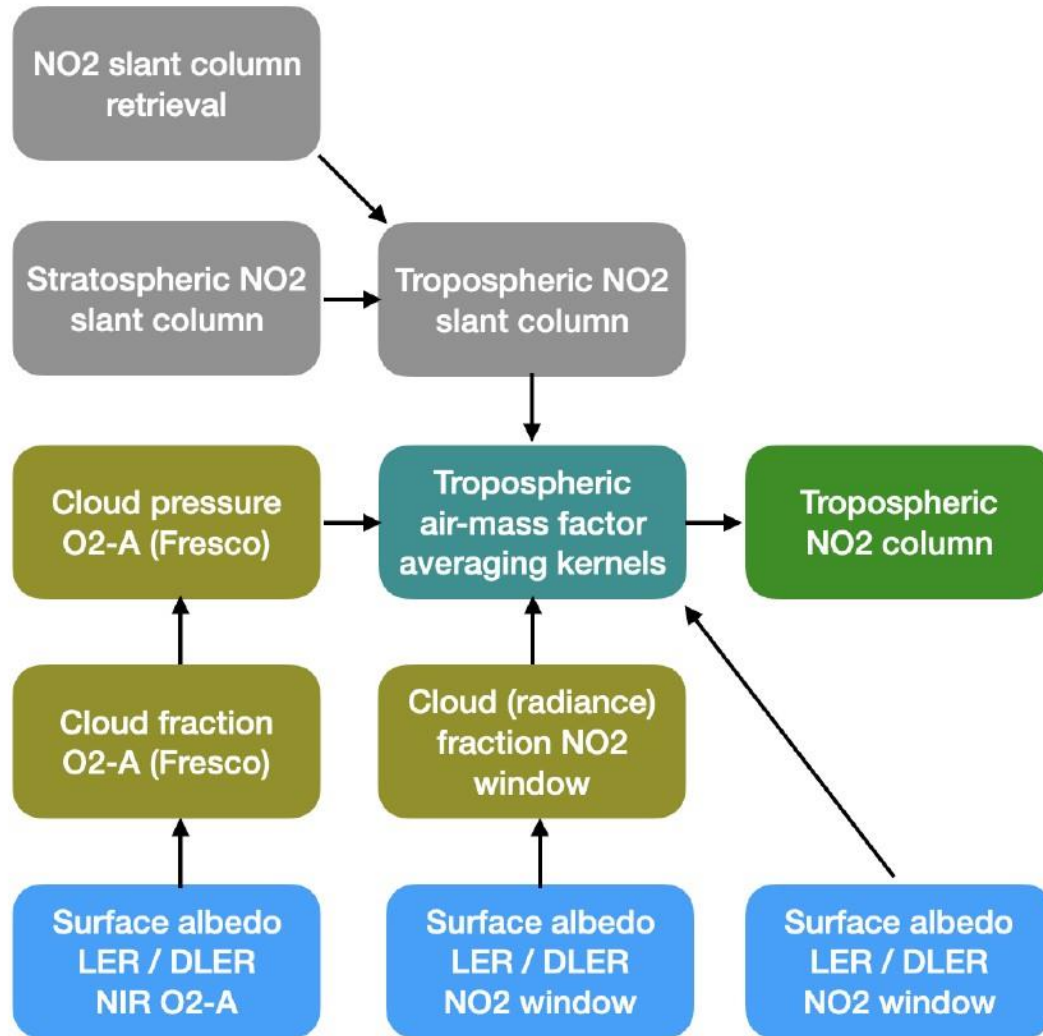 NO2 slant column
retrieval
Stratospheric NO2
slant column
Tropospheric NO2
slant column
Cloud pressure
O2-A (Fresco)
Tropospheric
air-mass factor
averaging kernels
Tropospheric
NO2 column
Cloud fraction
O2-A (Fresco)
Cloud (radiance)
fraction NO2
window
Surface albedo
LER / DLER
NIR O2-A
Surface albedo
LER / DLER
NO2 window
Surface albedo
LER / DLER
NO2 window